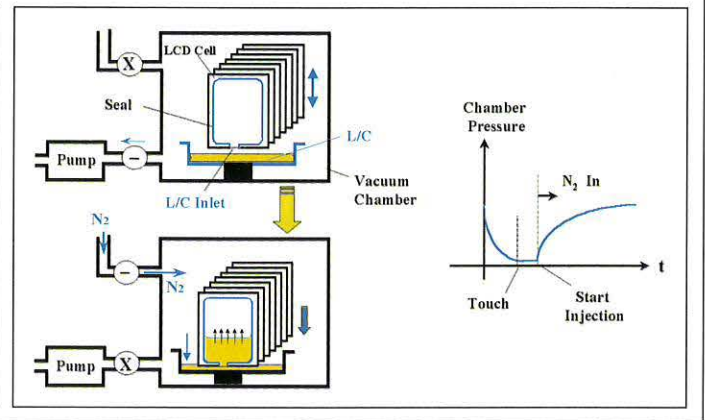 LCD Cell
X
Seal
L/C
Pump
−
L/C Inlet
Vacuum
Chamber
N2
−
N2
Pump
X
Chamber
Pressure
N2 In
t
Touch
Start
Injection